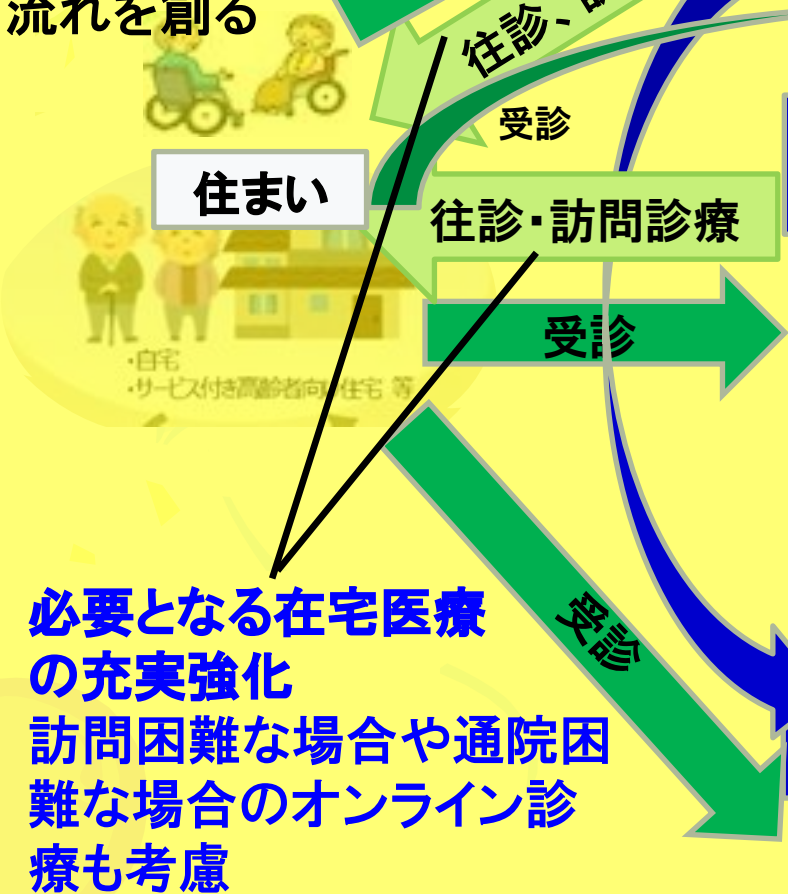 流れを創る
往診、
受診
住まい
往診・訪問診療
受診
・自宅
・サービス付き高齢者向け住宅 等
受診
必要となる在宅医療
の充実強化
訪問困難な場合や通院困
難な場合のオンライン診
療も考慮